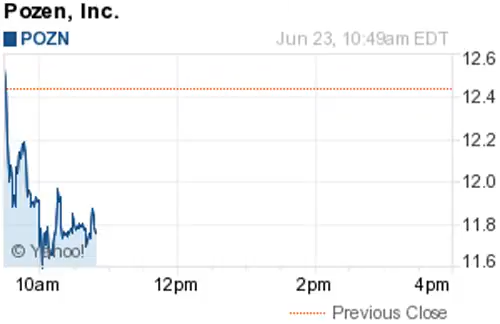 Pozen, Inc.
POZN Jun 23, 10:49am EDT
12.6
12.4
12.2
12.0
11.8
11.6
© Yahoo!
10am 12pm 2pm 4pm
Previous Close